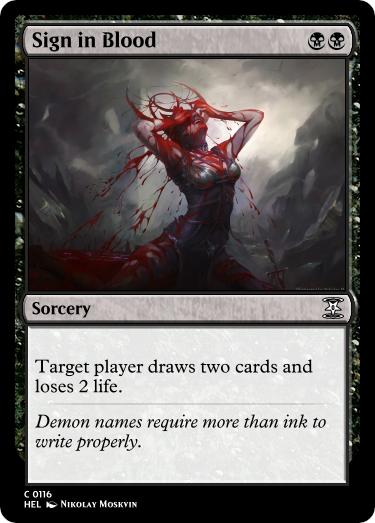 Sign in Blood
Sorcery
Target player draws two cards and
loses 2 life.
Demon names require more than ink to
write properly.
C 0116
HEL Nikolay Moskvin